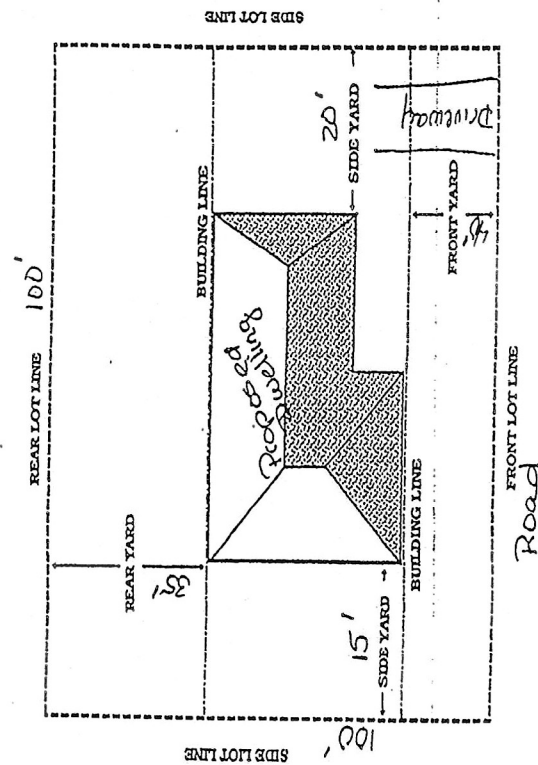 REAR LOT LINE 100'
SIDE LOT LINE
REAR YARD
35'
BUILDING LINE
Proposed
Dwelling
20'
SIDE YARD
15'
SIDE YARD
SIDE LIOT LINE
100'
BUILDING LINE
FRONT YARD
Driveway
FRONT LOT LINE
Road